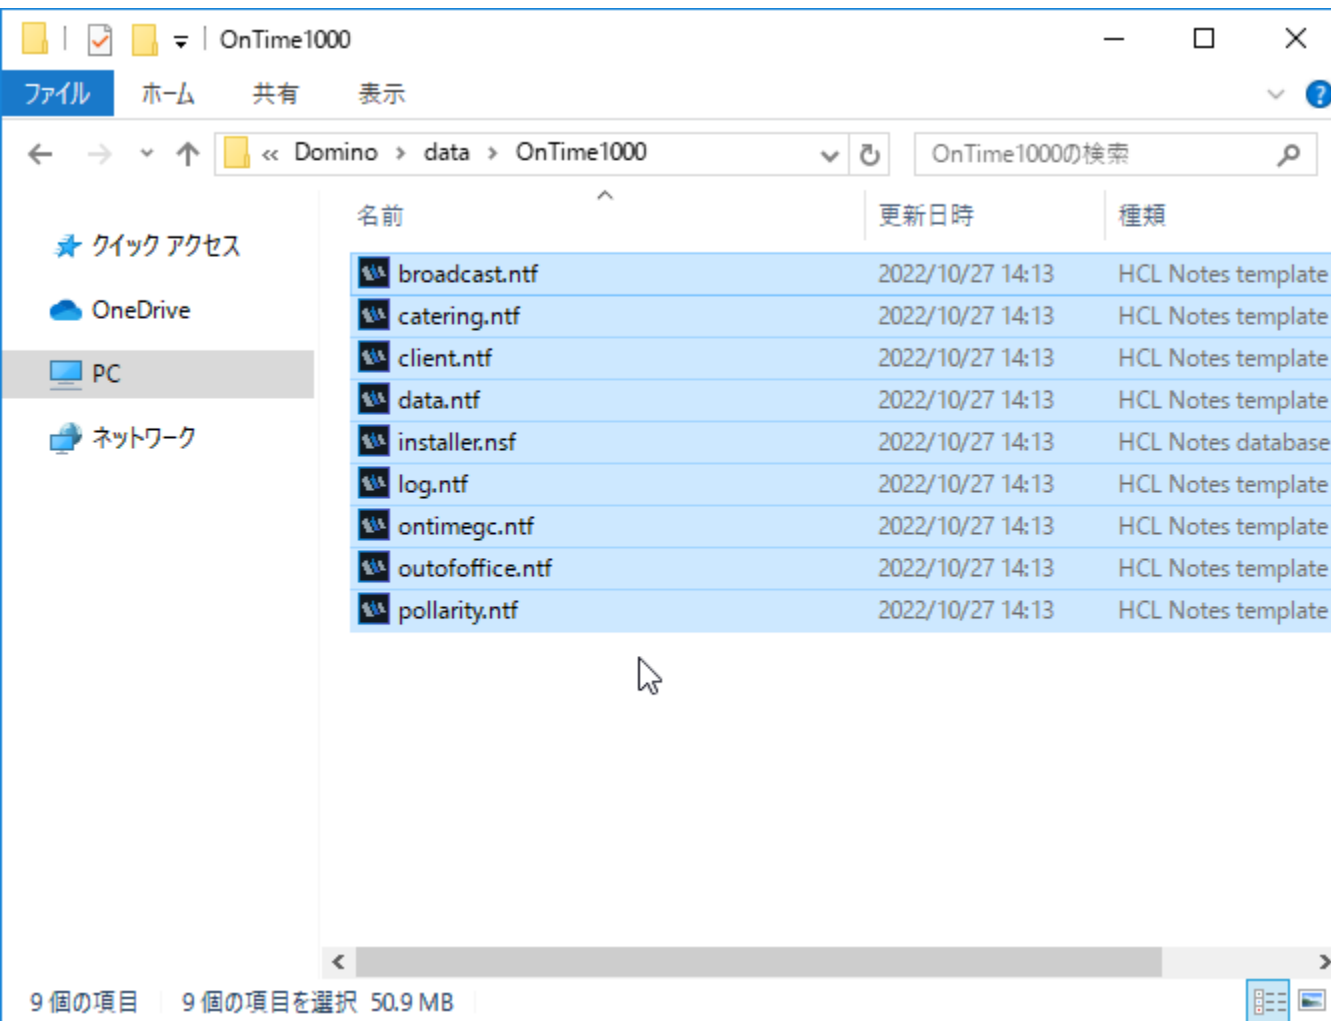 OnTime1000
ファイル ホーム 共有 表示
« Domino › data › OnTime1000 OnTime1000の検索
名前 更新日時 種類
クイック アクセス
OneDrive
PC
ネットワーク
broadcast.ntf 2022/10/27 14:13 HCL Notes template
catering.ntf 2022/10/27 14:13 HCL Notes template
client.ntf 2022/10/27 14:13 HCL Notes template
data.ntf 2022/10/27 14:13 HCL Notes template
installer.nsf 2022/10/27 14:13 HCL Notes database
log.ntf 2022/10/27 14:13 HCL Notes template
ontimegc.ntf 2022/10/27 14:13 HCL Notes template
outofoffice.ntf 2022/10/27 14:13 HCL Notes template
pollarity.ntf 2022/10/27 14:13 HCL Notes template
9 個の項目 9 個の項目を選択 50.9 MB